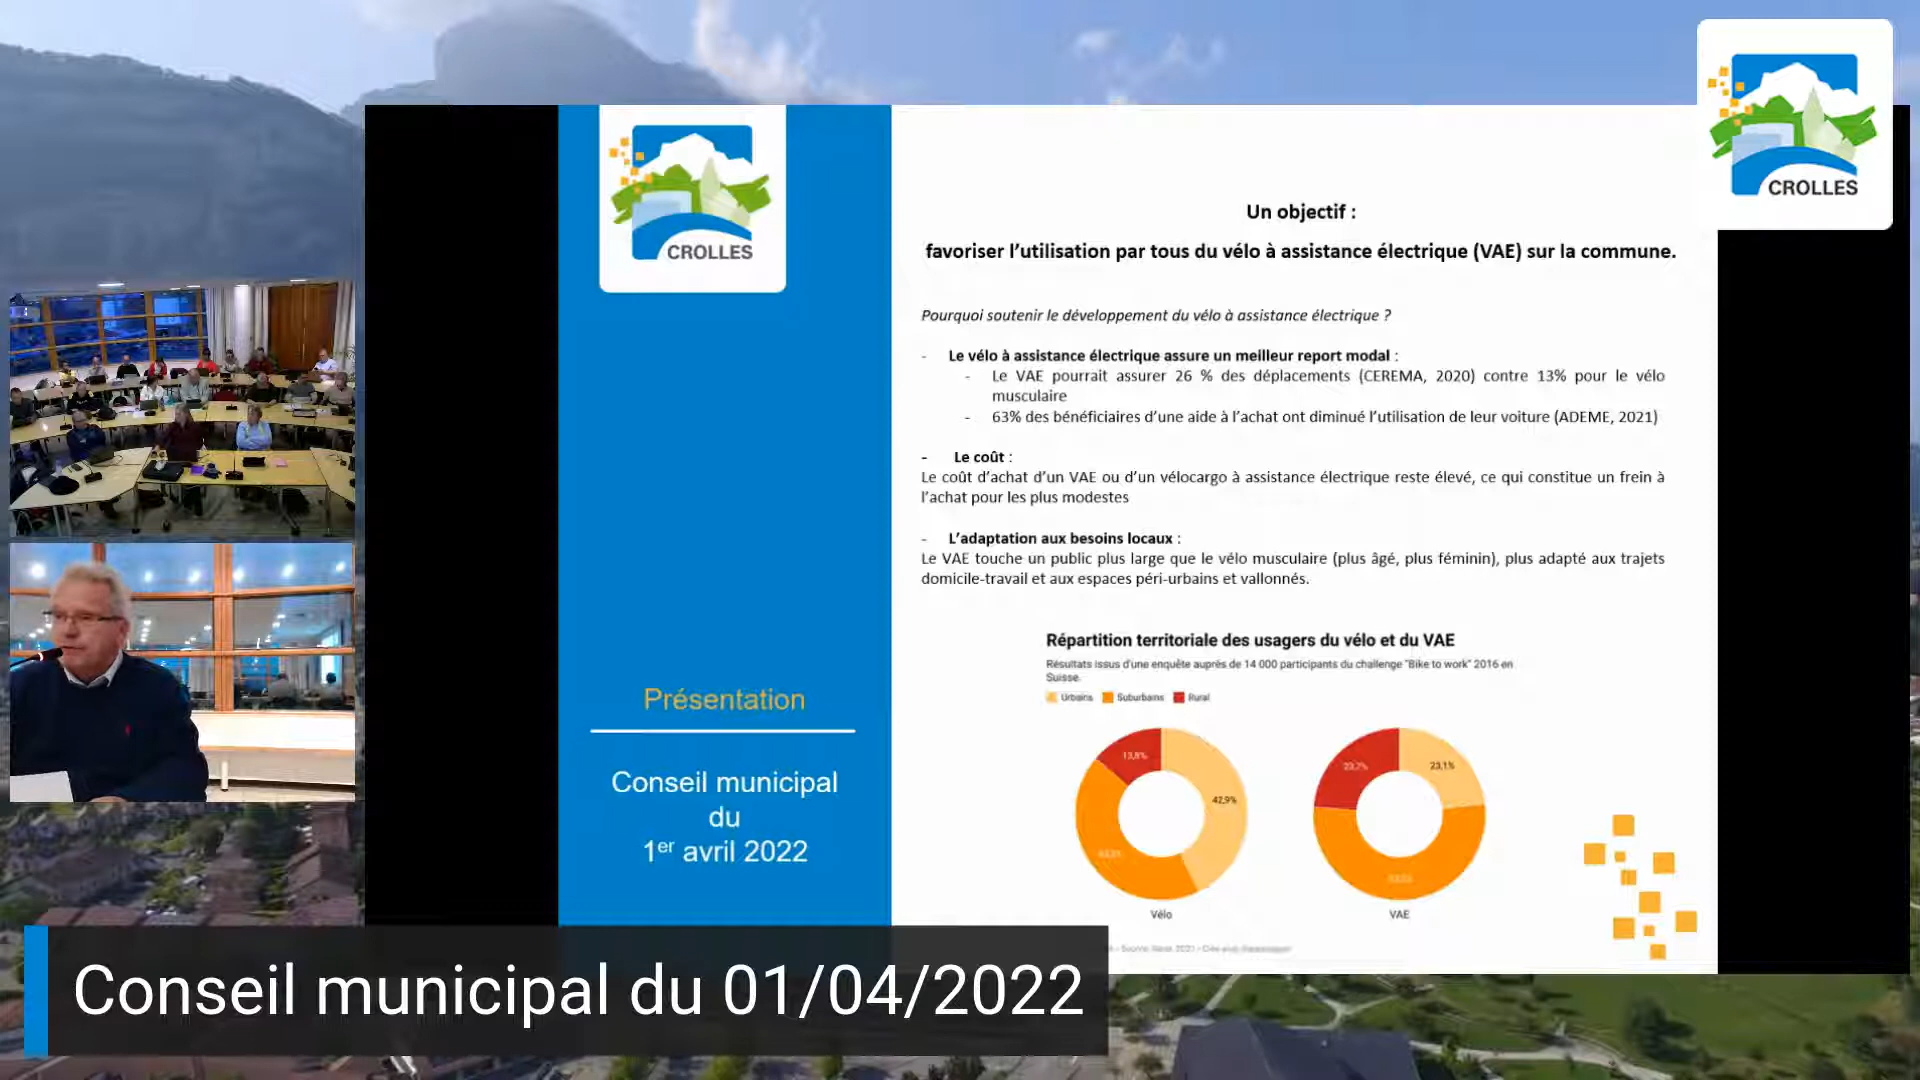 CROLLES
CROLLES
Présentation
Conseil municipal
du
1er avril 2022
Un objectif :
favoriser l’utilisation par tous du vélo à assistance électrique (VAE) sur la commune.
Pourquoi soutenir le développement du vélo à assistance électrique ?
- Le vélo à assistance électrique assure un meilleur report modal :
- Le VAE pourrait assurer 26 % des déplacements (CEREMA, 2020) contre 13% pour le vélo
musculaire
- 63% des bénéficiaires d’une aide à l’achat ont diminué l’utilisation de leur voiture (ADEME, 2021)
- Le coût :
Le coût d’achat d’un VAE ou d’un vélocargo à assistance électrique reste élevé, ce qui constitue un frein à
l’achat pour les plus modestes
- L’adaptation aux besoins locaux :
Le VAE touche un public plus large que le vélo musculaire (plus âgé, plus féminin), plus adapté aux trajets
domicile-travail et aux espaces péri-urbains et vallonnés.
Répartition territoriale des usagers du vélo et du VAE
Résultats issus d'une enquête auprès de 14 000 participants du challenge "Bike to work" 2016 en
Suisse.
Urbains Suburbains Rural
13,8%
42,9%
23,7%
23,1%
Vélo
VAE
Conseil municipal du 01/04/2022